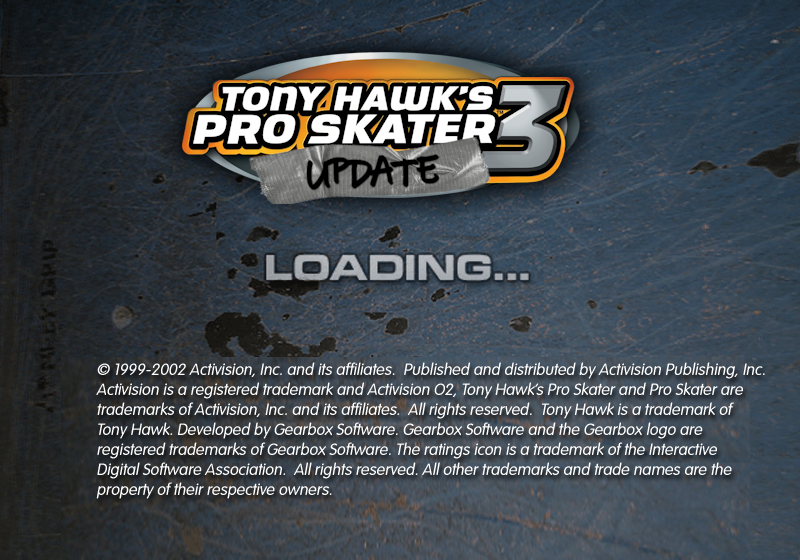 TONY HAWK'S
PRO SKATER 3
UPDATE
LOADING...
© 1999-2002 Activision, Inc. and its affiliates.  Published and distributed by Activision Publishing, Inc.
Activision is a registered trademark and Activision O2, Tony Hawk's Pro Skater and Pro Skater are
trademarks of Activision, Inc. and its affiliates.  All rights reserved.  Tony Hawk is a trademark of
Tony Hawk. Developed by Gearbox Software. Gearbox Software and the Gearbox logo are
registered trademarks of Gearbox Software. The ratings icon is a trademark of the Interactive
Digital Software Association.  All rights reserved. All other trademarks and trade names are the
property of their respective owners.